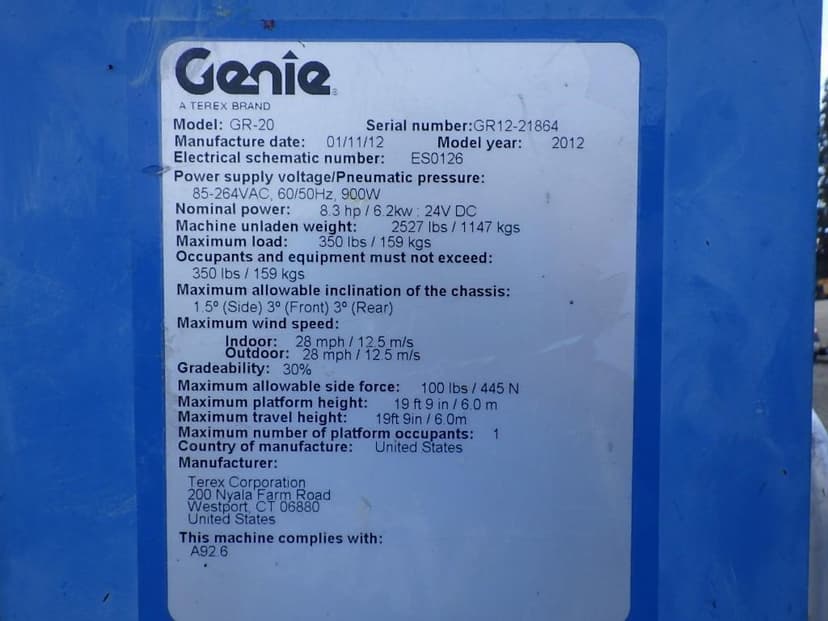 Genie
A TEREX BRAND
Model: GR-20 Serial number:GR12-21864
Manufacture date: 01/11/12 Model year: 2012
Electrical schematic number: ES0126
Power supply voltage/Pneumatic pressure:
85-264VAC, 60/50Hz, 900W
Nominal power: 8.3 hp / 6.2kw : 24V DC
Machine unladen weight: 2527 lbs / 1147 kgs
Maximum load: 350 lbs / 159 kgs
Occupants and equipment must not exceed:
350 lbs / 159 kgs
Maximum allowable inclination of the chassis:
1.5º (Side) 3º (Front) 3º (Rear)
Maximum wind speed:
Indoor: 28 mph / 12.5 m/s
Outdoor: 28 mph / 12.5 m/s
Gradeability: 30%
Maximum allowable side force: 100 lbs / 445 N
Maximum platform height: 19 ft 9 in / 6.0 m
Maximum travel height: 19ft 9in / 6.0m
Maximum number of platform occupants: 1
Country of manufacture: United States
Manufacturer:
Terex Corporation
200 Nyala Farm Road
Westport, CT 06880
United States
This machine complies with:
A92.6